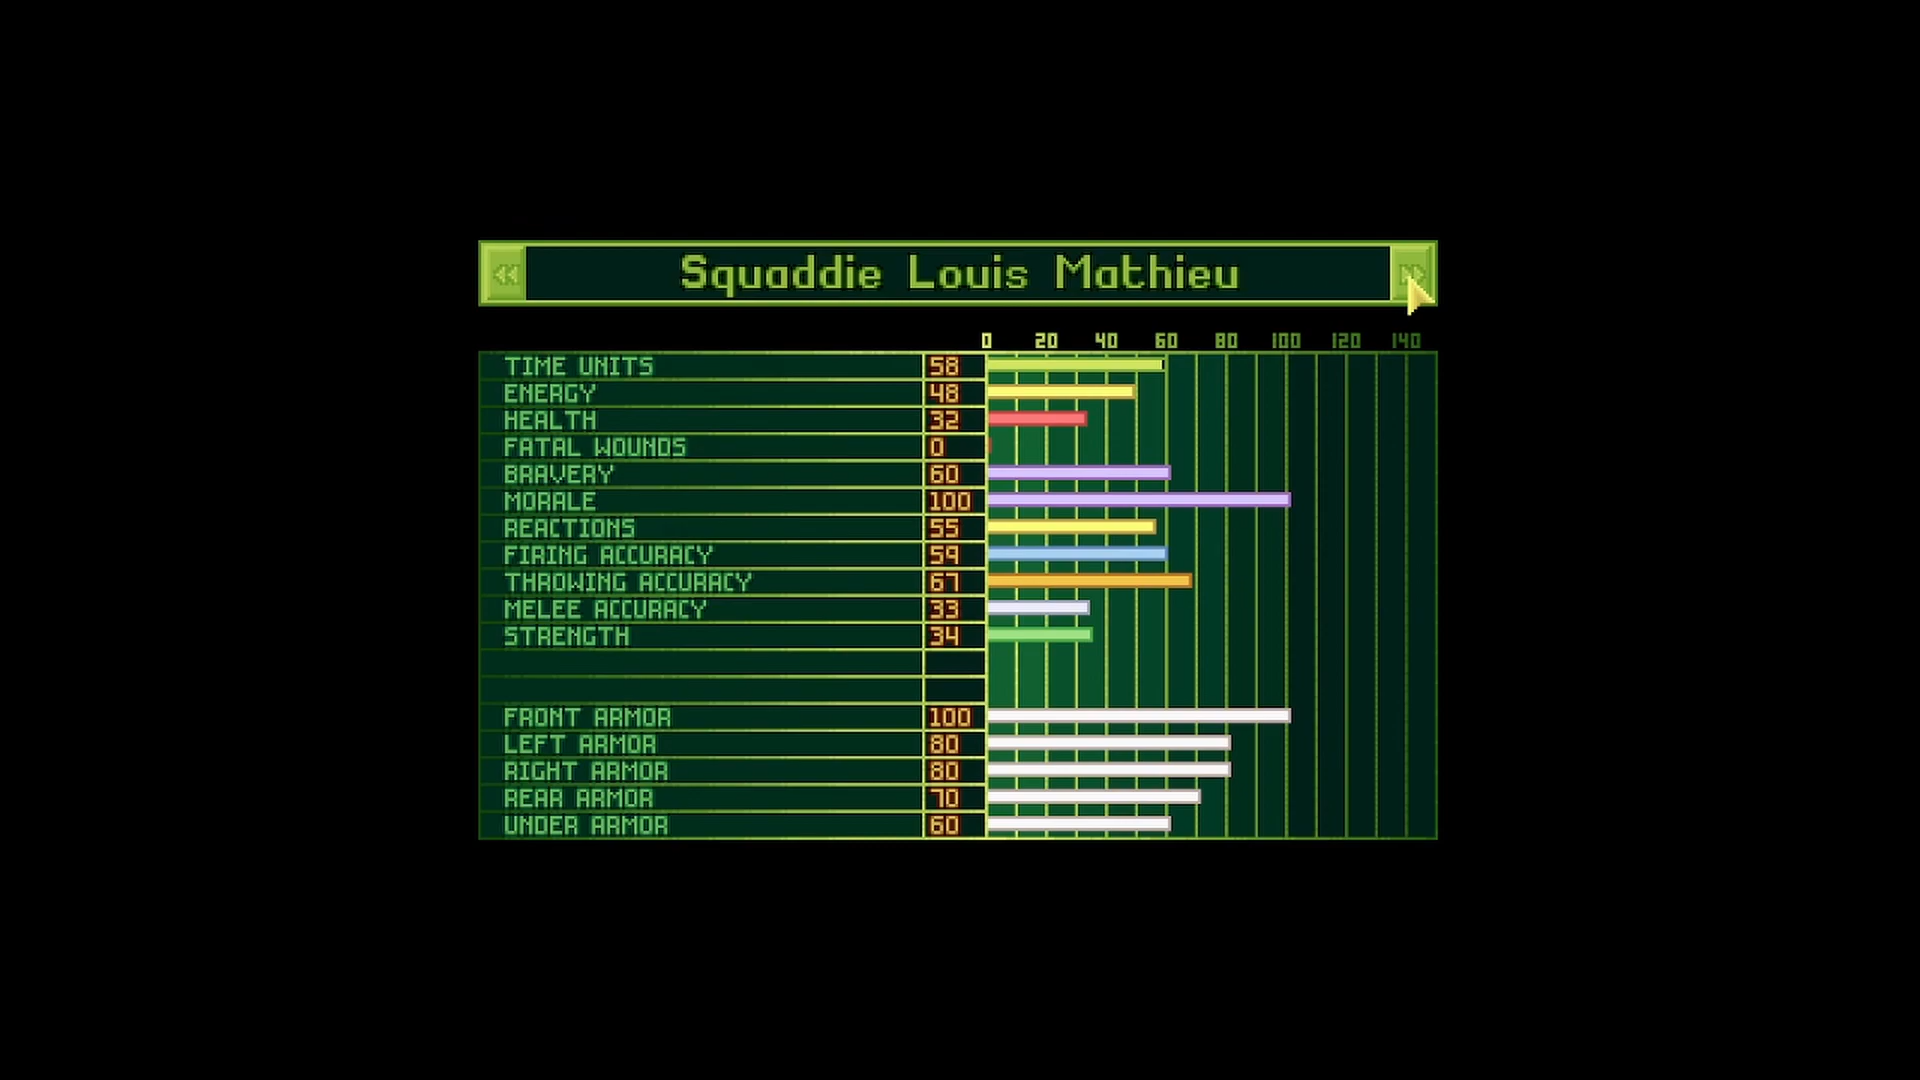 Squaddie Louis Mathieu
0 20 40 60 80 100 120 140
TIME UNITS 58
ENERGY 48
HEALTH 32
FATAL WOUNDS 0
BRAVERY 60
MORALE 100
REACTIONS 55
FIRING ACCURACY 59
THROWING ACCURACY 67
MELEE ACCURACY 33
STRENGTH 34
FRONT ARMOR 100
LEFT ARMOR 80
RIGHT ARMOR 80
REAR ARMOR 70
UNDER ARMOR 60